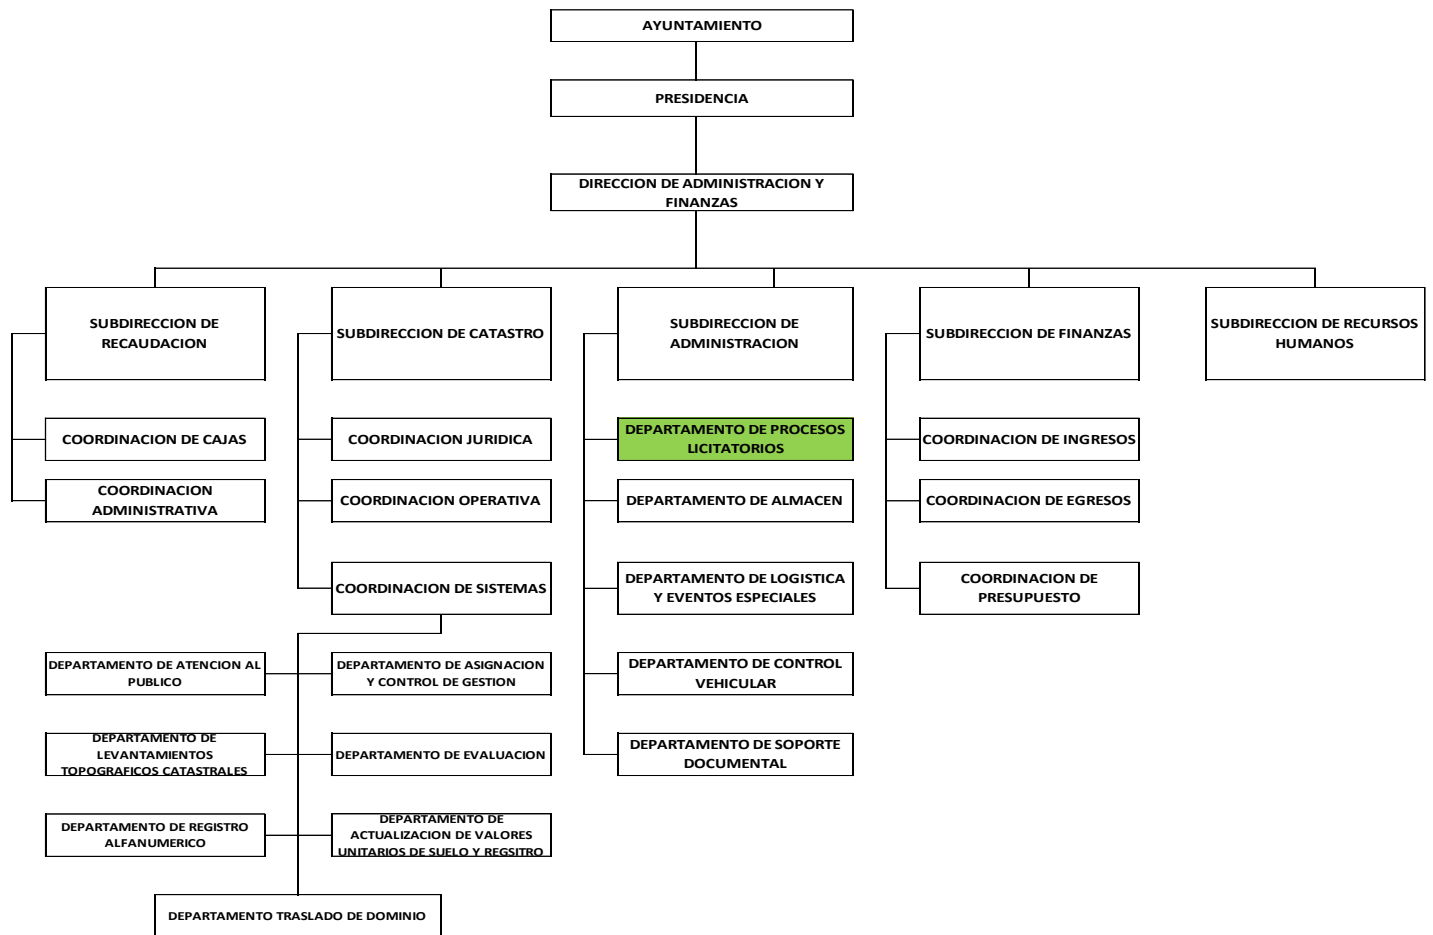 AYUNTAMIENTO
PRESIDENCIA
DIRECCION DE ADMINISTRACION Y
FINANZAS
SUBDIRECCION DE
RECAUDACION
SUBDIRECCION DE CATASTRO
SUBDIRECCION DE
ADMINISTRACION
SUBDIRECCION DE FINANZAS
SUBDIRECCION DE RECURSOS
HUMANOS
COORDINACION DE CAJAS
COORDINACION JURIDICA
DEPARTAMENTO DE PROCESOS
LICITATORIOS
COORDINACION DE INGRESOS
COORDINACION
ADMINISTRATIVA
COORDINACION OPERATIVA
DEPARTAMENTO DE ALMACEN
COORDINACION DE EGRESOS
COORDINACION DE SISTEMAS
DEPARTAMENTO DE LOGISTICA
Y EVENTOS ESPECIALES
COORDINACION DE
PRESUPUESTO
DEPARTAMENTO DE ATENCION AL
PUBLICO
DEPARTAMENTO DE ASIGNACION
Y CONTROL DE GESTION
DEPARTAMENTO DE CONTROL
VEHICULAR
DEPARTAMENTO DE
LEVANTAMIENTOS
TOPOGRAFICOS CATASTRALES
DEPARTAMENTO DE EVALUACION
DEPARTAMENTO DE SOPORTE
DOCUMENTAL
DEPARTAMENTO DE REGISTRO
ALFANUMERICO
DEPARTAMENTO DE
ACTUALIZACION DE VALORES
UNITARIOS DE SUELO Y REGSITRO
DEPARTAMENTO TRASLADO DE DOMINIO